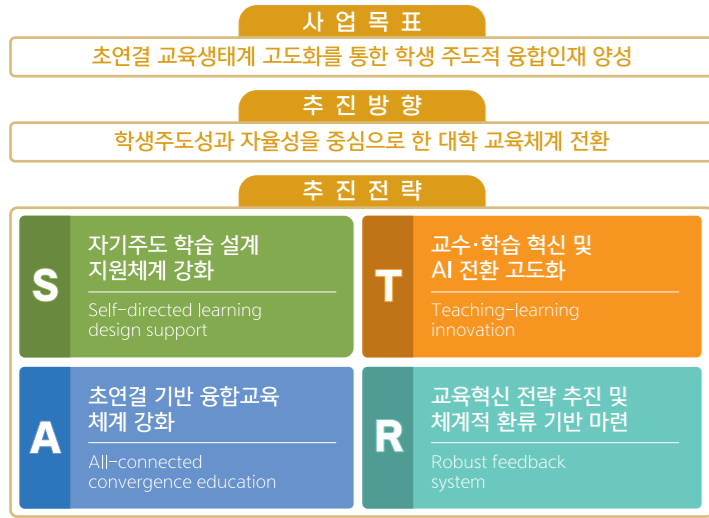 사 업 목 표
초연결 교육생태계 고도화를 통한 학생 주도적 융합인재 양성
추 진 방 향
학생주도성과 자율성을 중심으로 한 대학 교육체계 전환
추 진 전 략
S
자기주도 학습 설계
지원체계 강화
Self-directed learning
design support
T
교수·학습 혁신 및
AI 전환 고도화
Teaching-learning
innovation
A
초연결 기반 융합교육
체계 강화
All-connected
convergence education
R
교육혁신 전략 추진 및
체계적 환류 기반 마련
Robust feedback
system